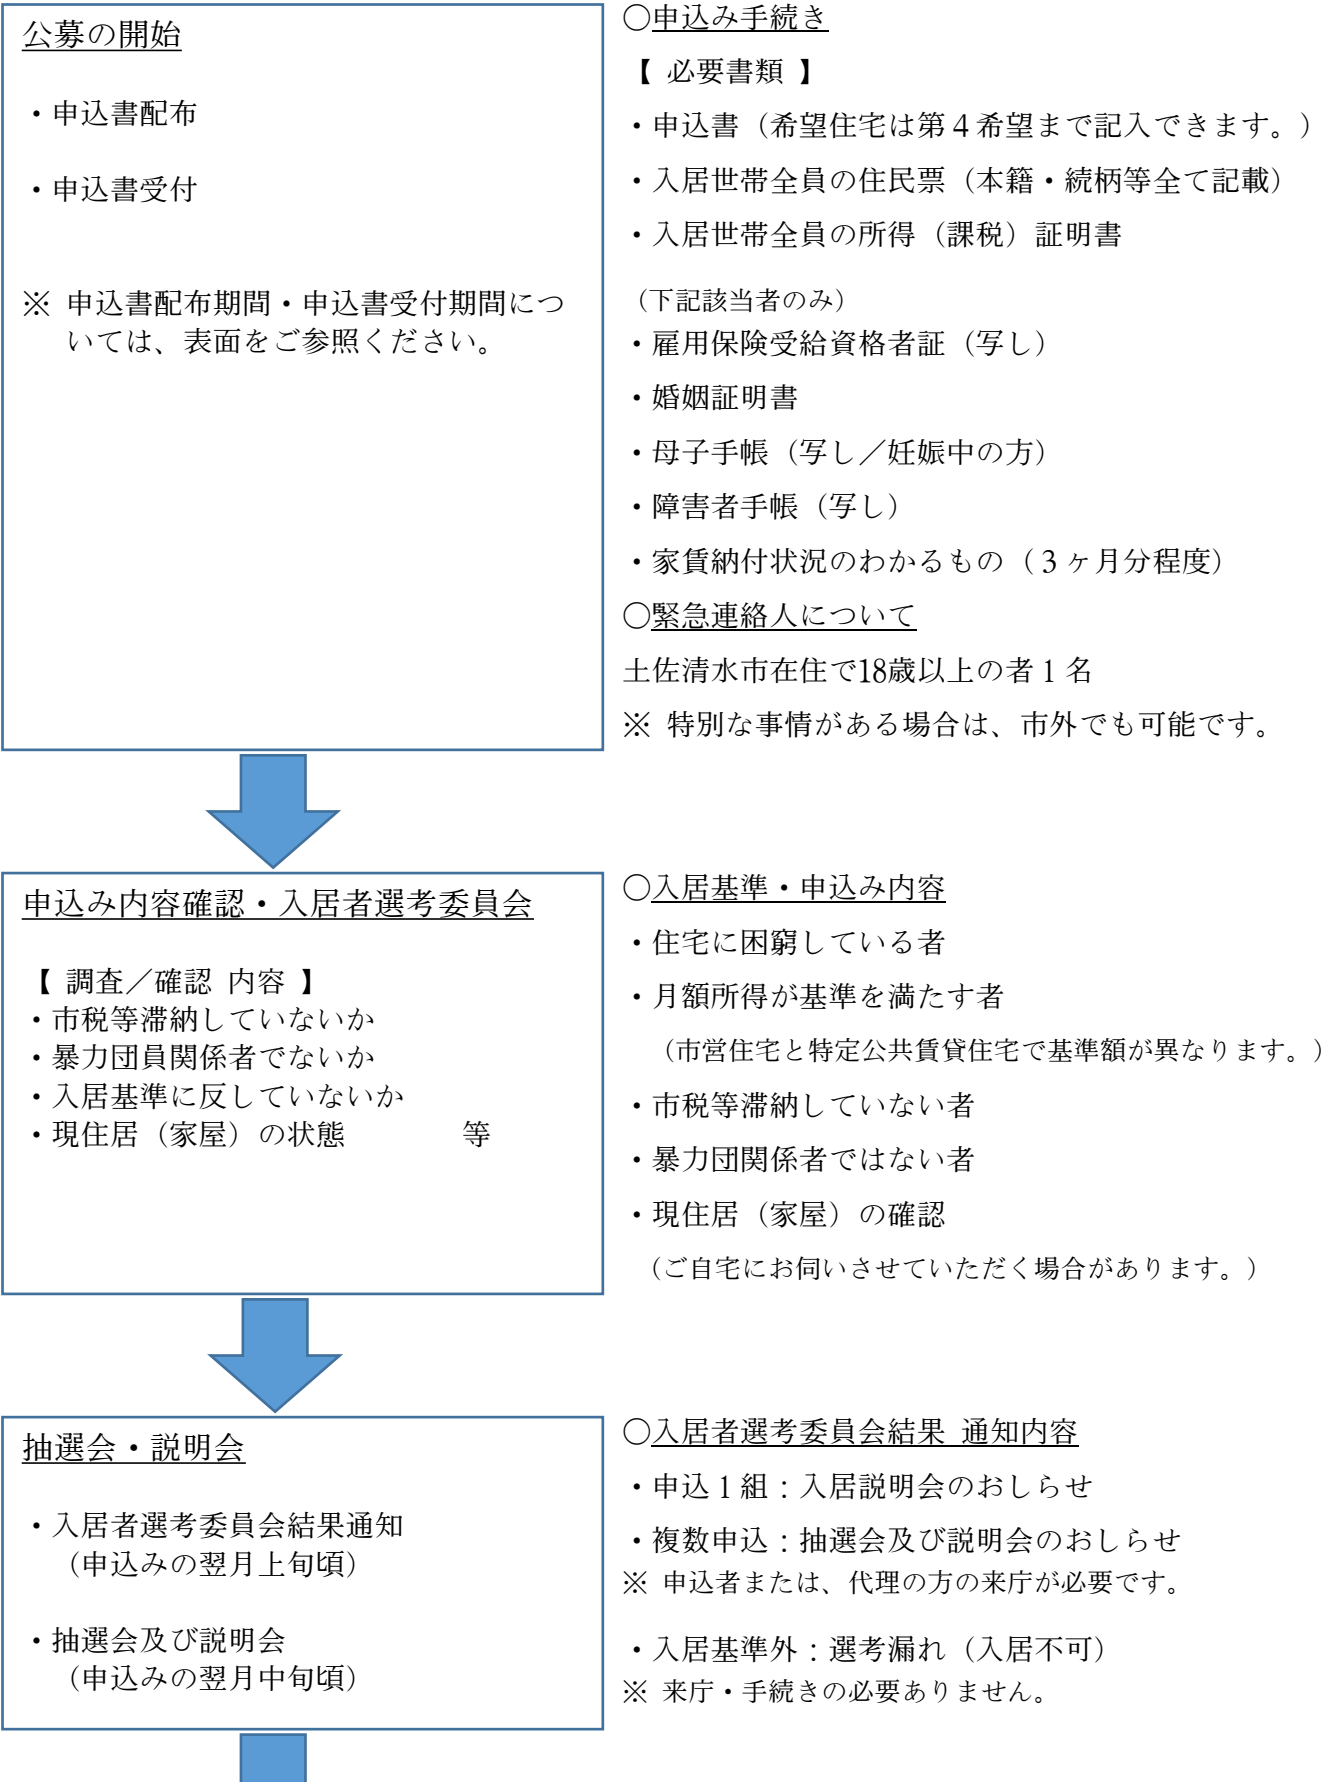 公募の開始
・申込書配布
・申込書受付
※ 申込書配布期間・申込書受付期間につ
いては、表面をご参照ください。
○申込み手続き
【 必要書類 】
・申込書（希望住宅は第４希望まで記入できます。）
・入居世帯全員の住民票（本籍・続柄等全て記載）
・入居世帯全員の所得（課税）証明書
（下記該当者のみ）
・雇用保険受給資格者証（写し）
・婚姻証明書
・母子手帳（写し／妊娠中の方）
・障害者手帳（写し）
・家賃納付状況のわかるもの（３ヶ月分程度）
○緊急連絡人について
土佐清水市在住で18歳以上の者１名
※ 特別な事情がある場合は、市外でも可能です。
申込み内容確認・入居者選考委員会
【 調査／確認 内容 】
・市税等滞納していないか
・暴力団員関係者でないか
・入居基準に反していないか
・現住居（家屋）の状態　　　　等
○入居基準・申込み内容
・住宅に困窮している者
・月額所得が基準を満たす者
（市営住宅と特定公共賃貸住宅で基準額が異なります。）
・市税等滞納していない者
・暴力団関係者ではない者
・現住居（家屋）の確認
（ご自宅にお伺いさせていただく場合があります。）
抽選会・説明会
・入居者選考委員会結果通知
（申込みの翌月上旬頃）
・抽選会及び説明会
（申込みの翌月中旬頃）
○入居者選考委員会結果 通知内容
・申込１組：入居説明会のおしらせ
・複数申込：抽選会及び説明会のおしらせ
※ 申込者または、代理の方の来庁が必要です。
・入居基準外：選考漏れ（入居不可）
※ 来庁・手続きの必要ありません。